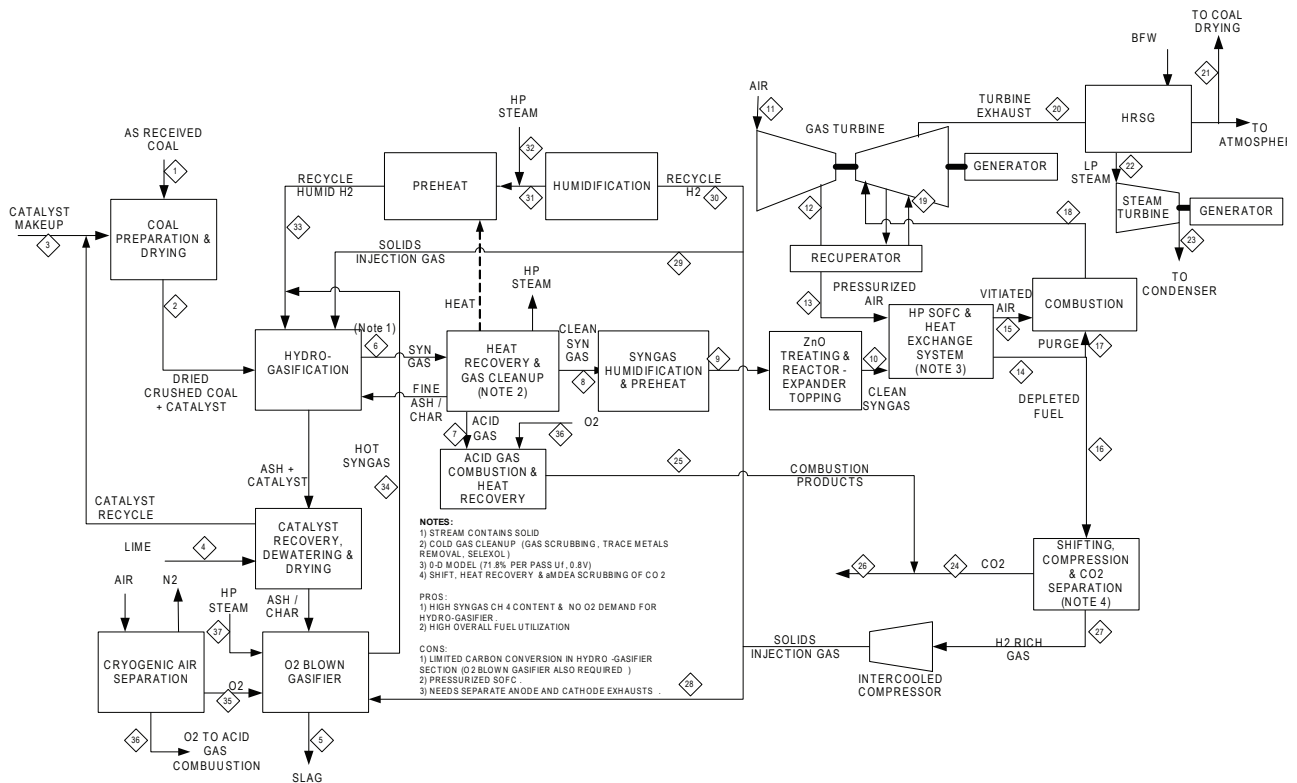 TO COAL
DRYING
BFW
21
HP
STEAM
AIR
11
TURBINE
EXHAUST
20
HRSG
TO
ATMOSPHEI
AS RECEIVED
COAL
1
32
GAS TURBINE
GENERATOR
22
LP
STEAM
PREHEAT
HUMIDIFICATION
RECYCLE
H2
RECYCLE
HUMID H2
31
30
CATALYST
MAKEUP
3
COAL
PREPARATION &
DRYING
12
19
18
STEAM
TURBINE
GENERATOR
23
33
SOLIDS
INJECTION GAS
29
RECUPERATOR
TO
CONDENSER
2
HEAT
HP
STEAM
13
PRESSURIZED
AIR
VITIATED
AIR
15
COMBUSTION
(Note 1)
6
SYN
GAS
CLEAN
SYN
GAS
8
HP SOFC &
HEAT
EXCHANGE
SYSTEM
(NOTE 3)
PURGE
17
HYDRO-
GASIFICATION
HEAT
RECOVERY &
GAS CLEANUP
(NOTE 2)
SYNGAS
HUMIDIFICATION
& PREHEAT
9
ZnO
TREATING &
REACTOR -
EXPANDER
TOPPING
10
CLEAN
SYNGAS
14
DEPLETED
FUEL
DRIED
CRUSHED COAL
+ CATALYST
FINE
ASH /
CHAR
7
ACID
GAS
36
O2
HOT
SYNGAS
34
ACID GAS
COMBUSTION &
HEAT
RECOVERY
25
COMBUSTION
PRODUCTS
16
ASH +
CATALYST
CATALYST
RECYCLE
CATALYST
RECOVERY,
DEWATERING &
DRYING
LIME
4
NOTES:
1) STREAM CONTAINS SOLID
2) COLD GAS CLEANUP (GAS SCRUBBING , TRACE METALS
REMOVAL, SELEXOL )
3) 0-D MODEL (71.8% PER PASS Uf , 0.8V)
4) SHIFT, HEAT RECOVERY & aMDEA SCRUBBING OF CO 2
PROS:
1) HIGH SYNGAS CH 4 CONTENT & NO O2 DEMAND FOR
HYDRO-GASIFIER .
2) HIGH OVERALL FUEL UTILIZATION
CONS:
1) LIMITED CARBON CONVERSION IN HYDRO -GASIFIER
SECTION (O2 BLOWN GASIFIER ALSO REQUIRED )
2) PRESSURIZED SOFC .
3) NEEDS SEPARATE ANODE AND CATHODE EXHAUSTS .
26
24
CO2
SHIFTING,
COMPRESSION
& CO2
SEPARATION
(NOTE 4)
AIR
N2
HP
STEAM
37
ASH /
CHAR
SOLIDS
INJECTION GAS
H2 RICH
GAS
27
INTERCOOLED
COMPRESSOR
CRYOGENIC AIR
SEPARATION
O2
35
O2 BLOWN
GASIFIER
28
36
O2 TO ACID
GAS
COMBUUSTION
5
SLAG